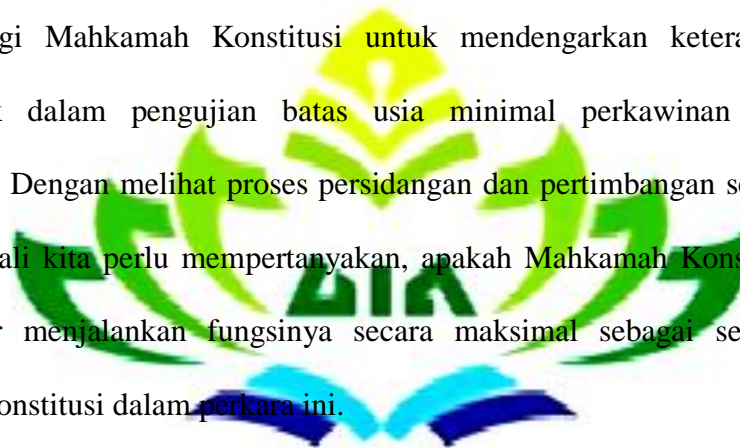 gi Mahkamah Konstitusi untuk mendengarkan ketera
dalam pengujian batas usia minimal perkawinan
Dengan melihat proses persidangan dan pertimbangan se
ali kita perlu mempertanyakan, apakah Mahkamah Kons
menjalankan fungsinya secara maksimal sebagai se
onstitusi dalam perkara ini.